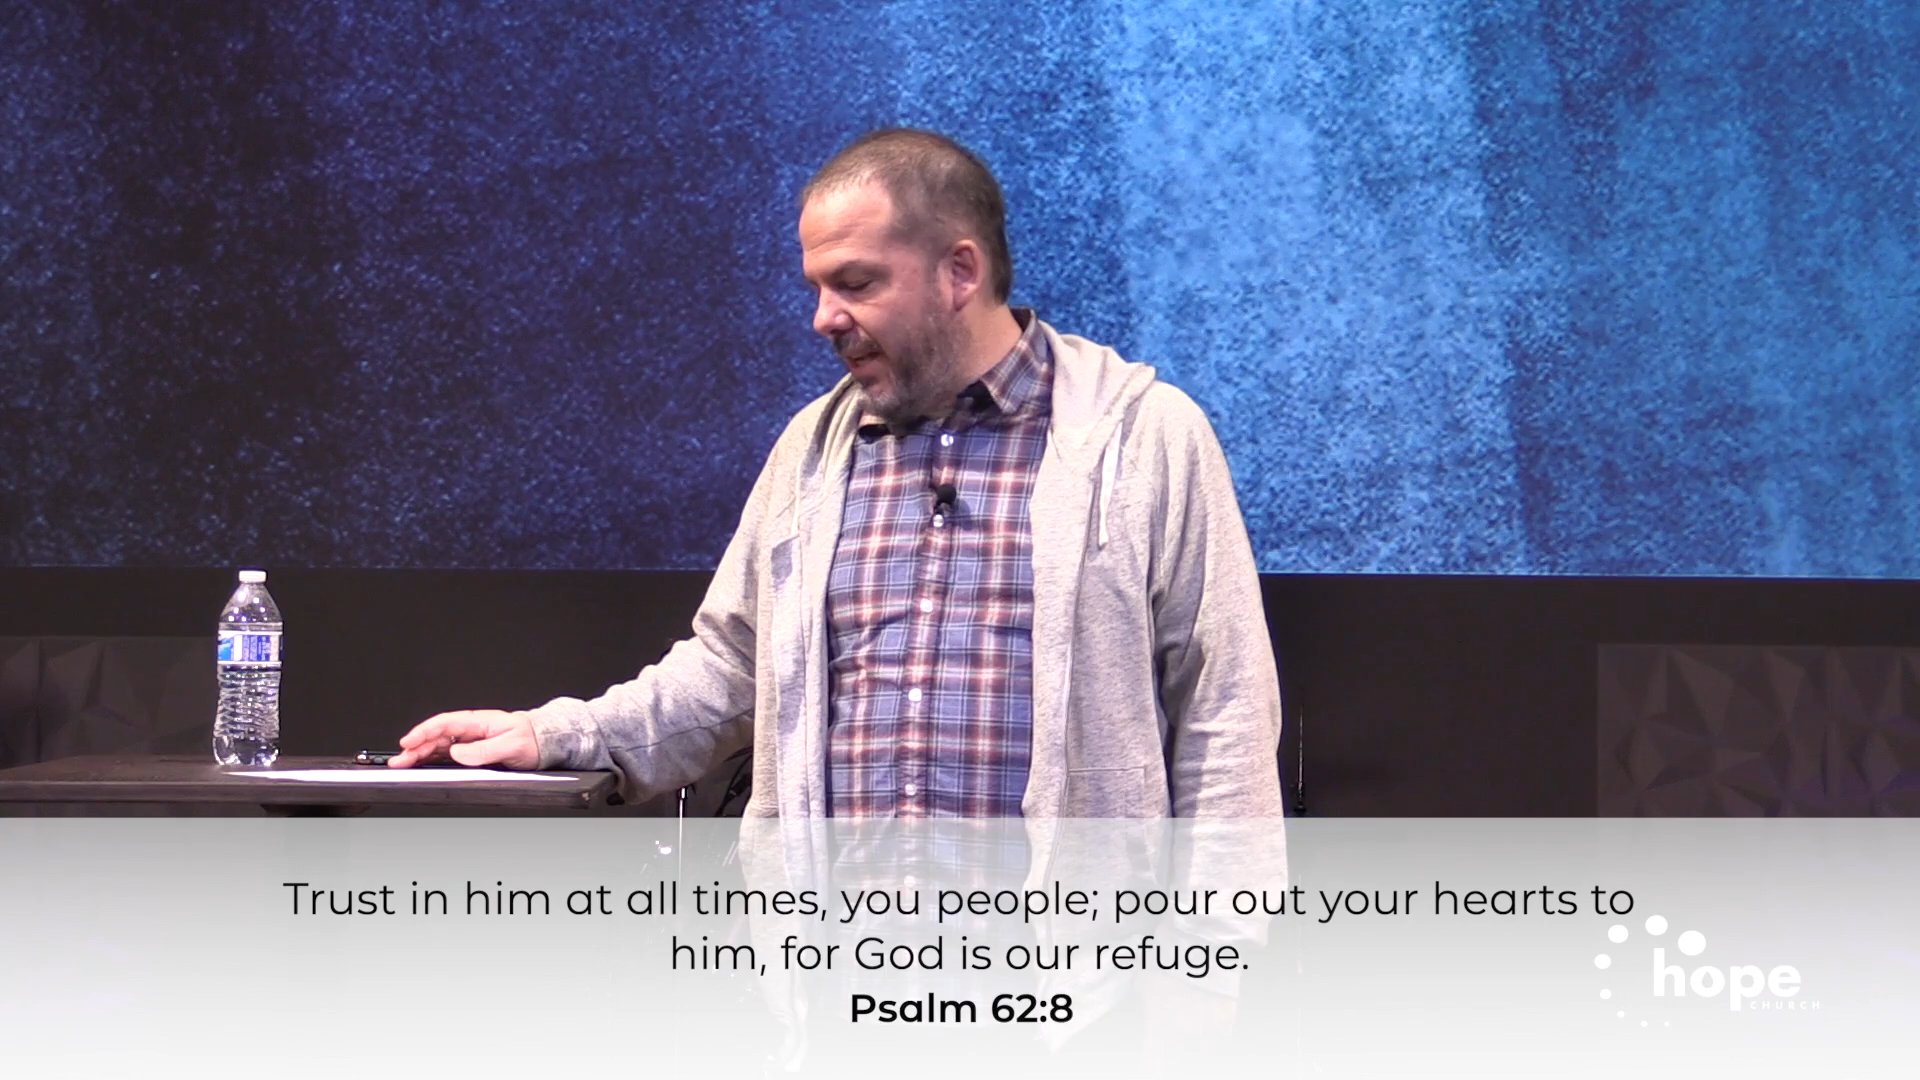 Trust in him at all times, you people; pour out your hearts to
him, for God is our refuge.
Psalm 62:8
hope
CHURCH